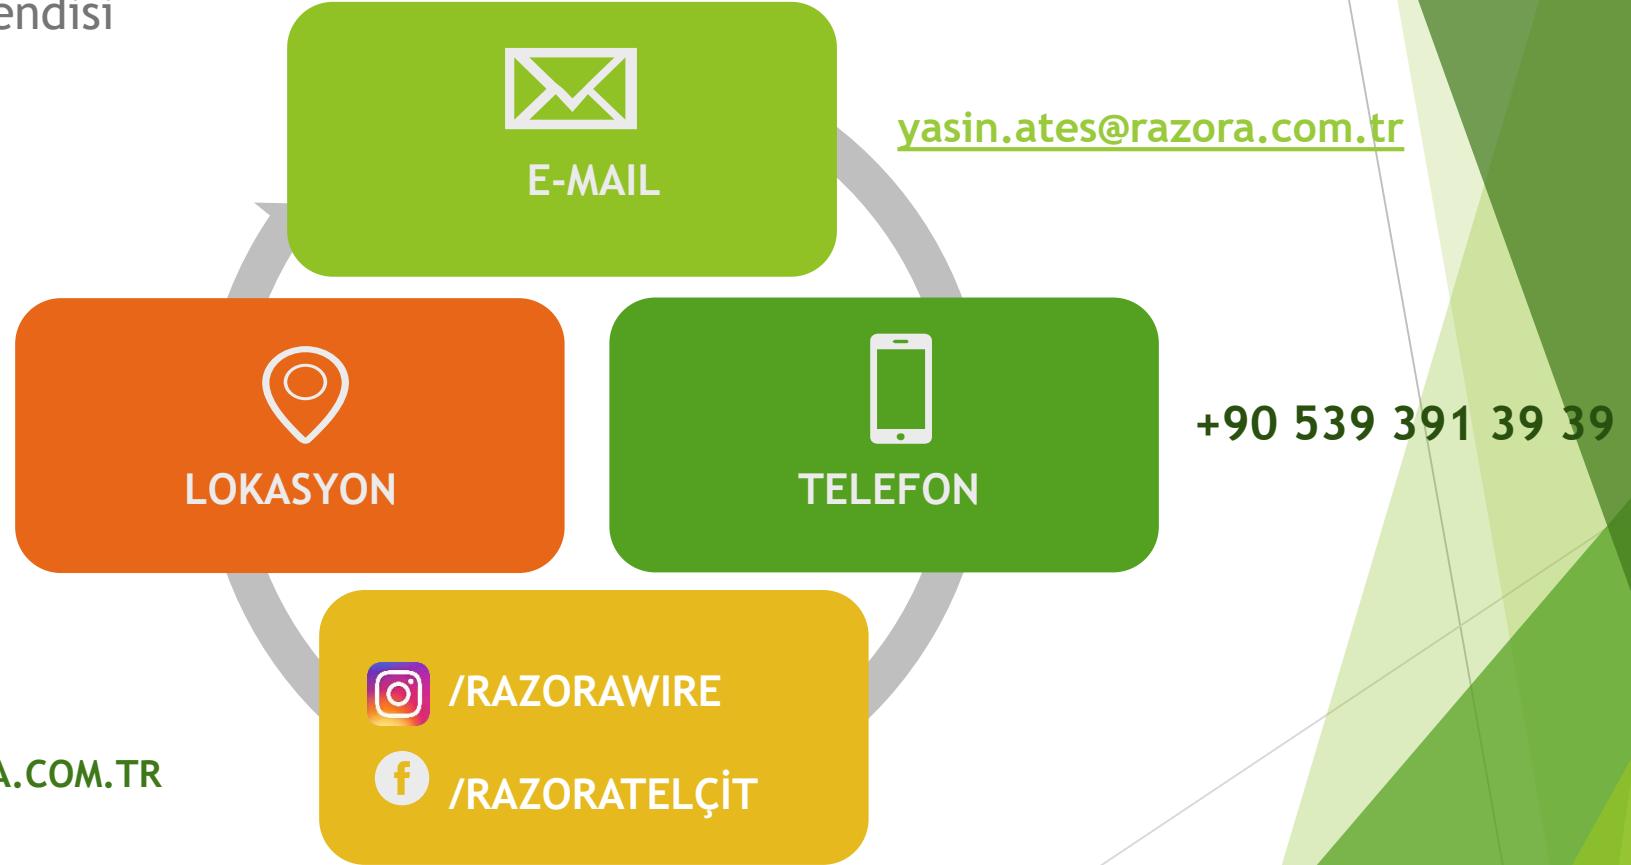 endisi
E-MAIL
yasin.ates@razora.com.tr
LOKASYON
TELEFON
+90 539 391 39 39
/RAZORAWIRE
/RAZORATELÇİT
A.COM.TR